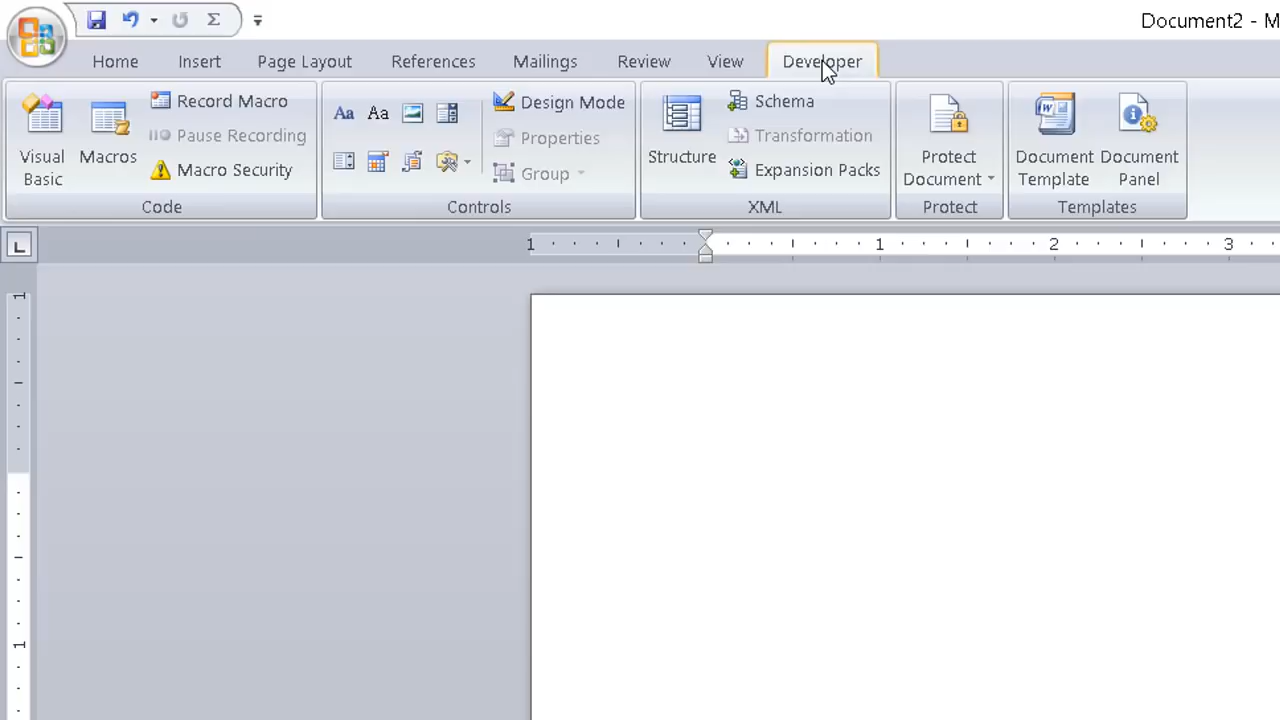 Document2 - M
Home Insert Page Layout References Mailings Review View Developer
Visual Basic
Macros
Record Macro
Pause Recording
Macro Security
Code
Aa Aa
Design Mode
Properties
Group
Controls
Structure
Schema
Transformation
Expansion Packs
XML
Protect
Document
Protect
Document
Template
Document
Panel
Templates
L
1 1 2 3
1
1